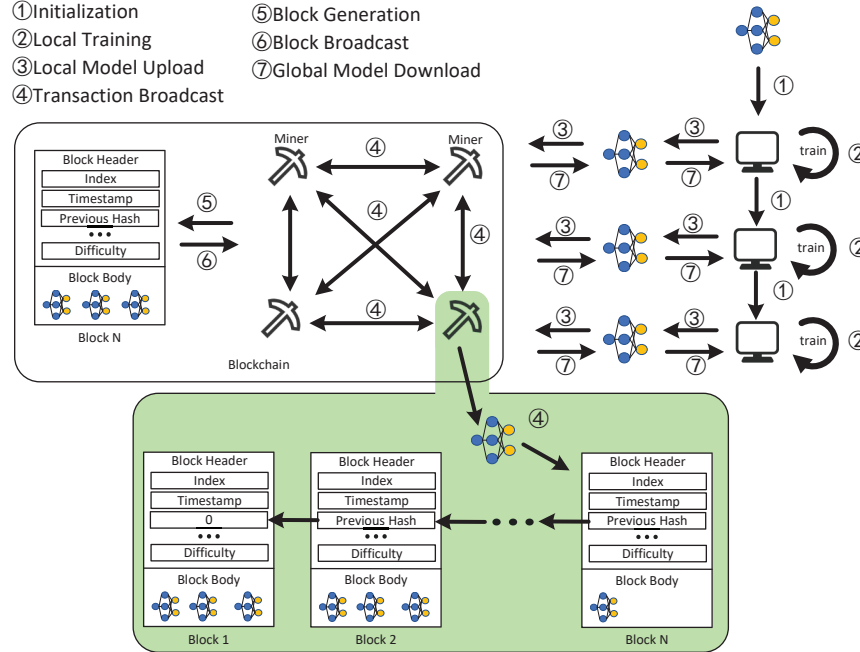 ①Initialization
②Local Training
③Local Model Upload
④Transaction Broadcast
⑤Block Generation
⑥Block Broadcast
⑦Global Model Download
①
③
⑦
③
⑦
train
②
①
③
⑦
③
⑦
train
②
①
③
⑦
③
⑦
train
②
Block Header
Index
Timestamp
Previous Hash
•••
Difficulty
Block Body
Block N
⑤
⑥
Miner
Miner
④
④
④
④
Blockchain
④
Block Header
Index
Timestamp
0
•••
Difficulty
Block Body
Block 1
Block Header
Index
Timestamp
Previous Hash
•••
Difficulty
Block Body
Block 2
•••
Block Header
Index
Timestamp
Previous Hash
•••
Difficulty
Block Body
Block N